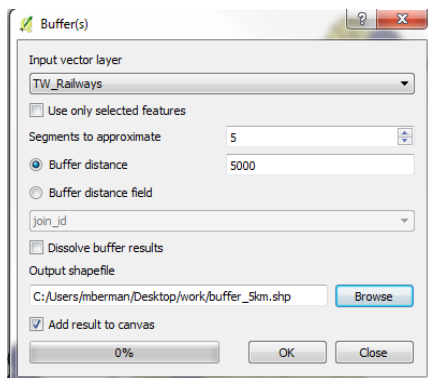 Buffer(s)
Input vector layer
TW_Railways
Use only selected features
Segments to approximate 5
Buffer distance 5000
Buffer distance field
join_id
Dissolve buffer results
Output shapefile
C:/Users/mberman/Desktop/work/buffer_5km.shp Browse
Add result to canvas
0% OK Close